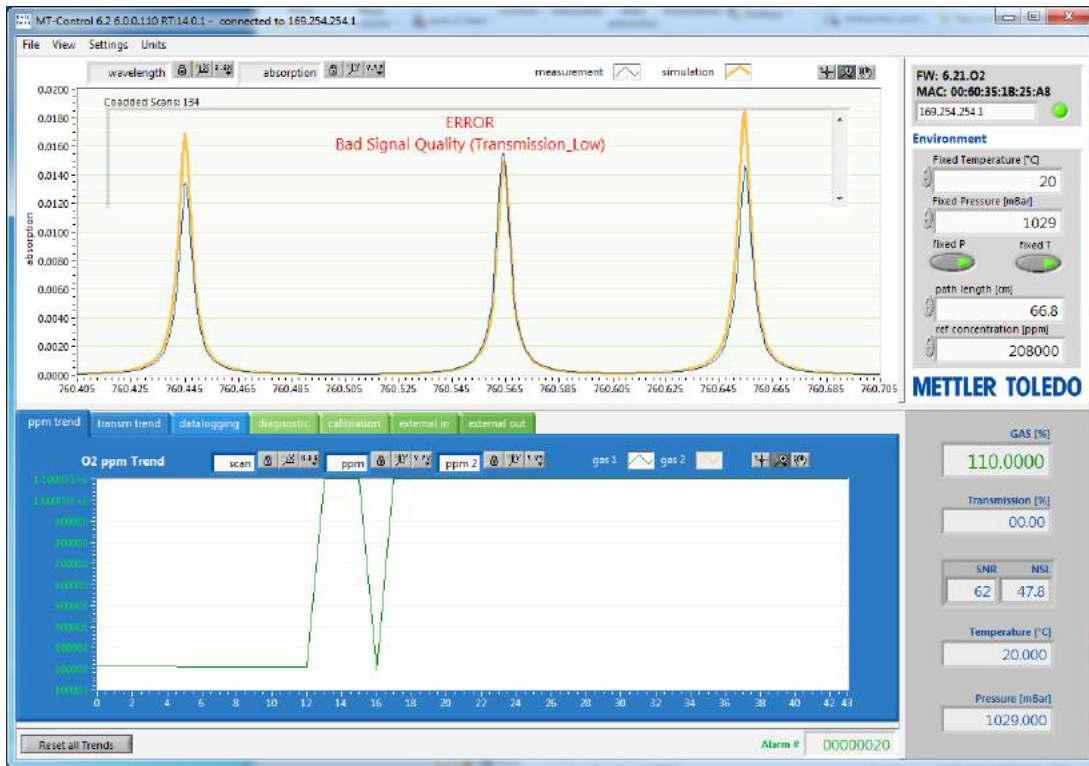 MT-Control 6.2 6.0.0.110 RT:14.0.1 - connected to 169.254.254.1
File View Settings Units
wavelength absorption measurement simulation
Coadded Scans: 134
ERROR
Bad Signal Quality (Transmission_Low)
absorption
0.0200
0.0180
0.0160
0.0140
0.0120
0.0100
0.0080
0.0060
0.0040
0.0020
0.0000
760.405 760.425 760.445 760.465 760.485 760.505 760.525 760.545 760.565 760.585 760.605 760.625 760.645 760.665 760.685 760.705
FW: 6.21.O2
MAC: 00:60:35:1B:25:A8
169.254.254.1
Environment
Fixed Temperature [°C]
20
Fixed Pressure [mBar]
1029
fixed P fixed T
path length [cm]
66.8
ref concentration [ppm]
208000
METTLER TOLEDO
ppm trend transm trend datalogging diagnostic calibration external in external out
O2 ppm Trend scan ppm ppm 2 gas 1 gas 2
0 2 4 6 8 10 12 14 16 18 20 22 24 26 28 30 32 34 36 38 40 42 43
GAS [%]
110.0000
Transmission [%]
00.00
SNR NSL
62 47.8
Temperature [°C]
20.000
Pressure [mBar]
1029.000
Reset all Trends
Alarm # 00000020